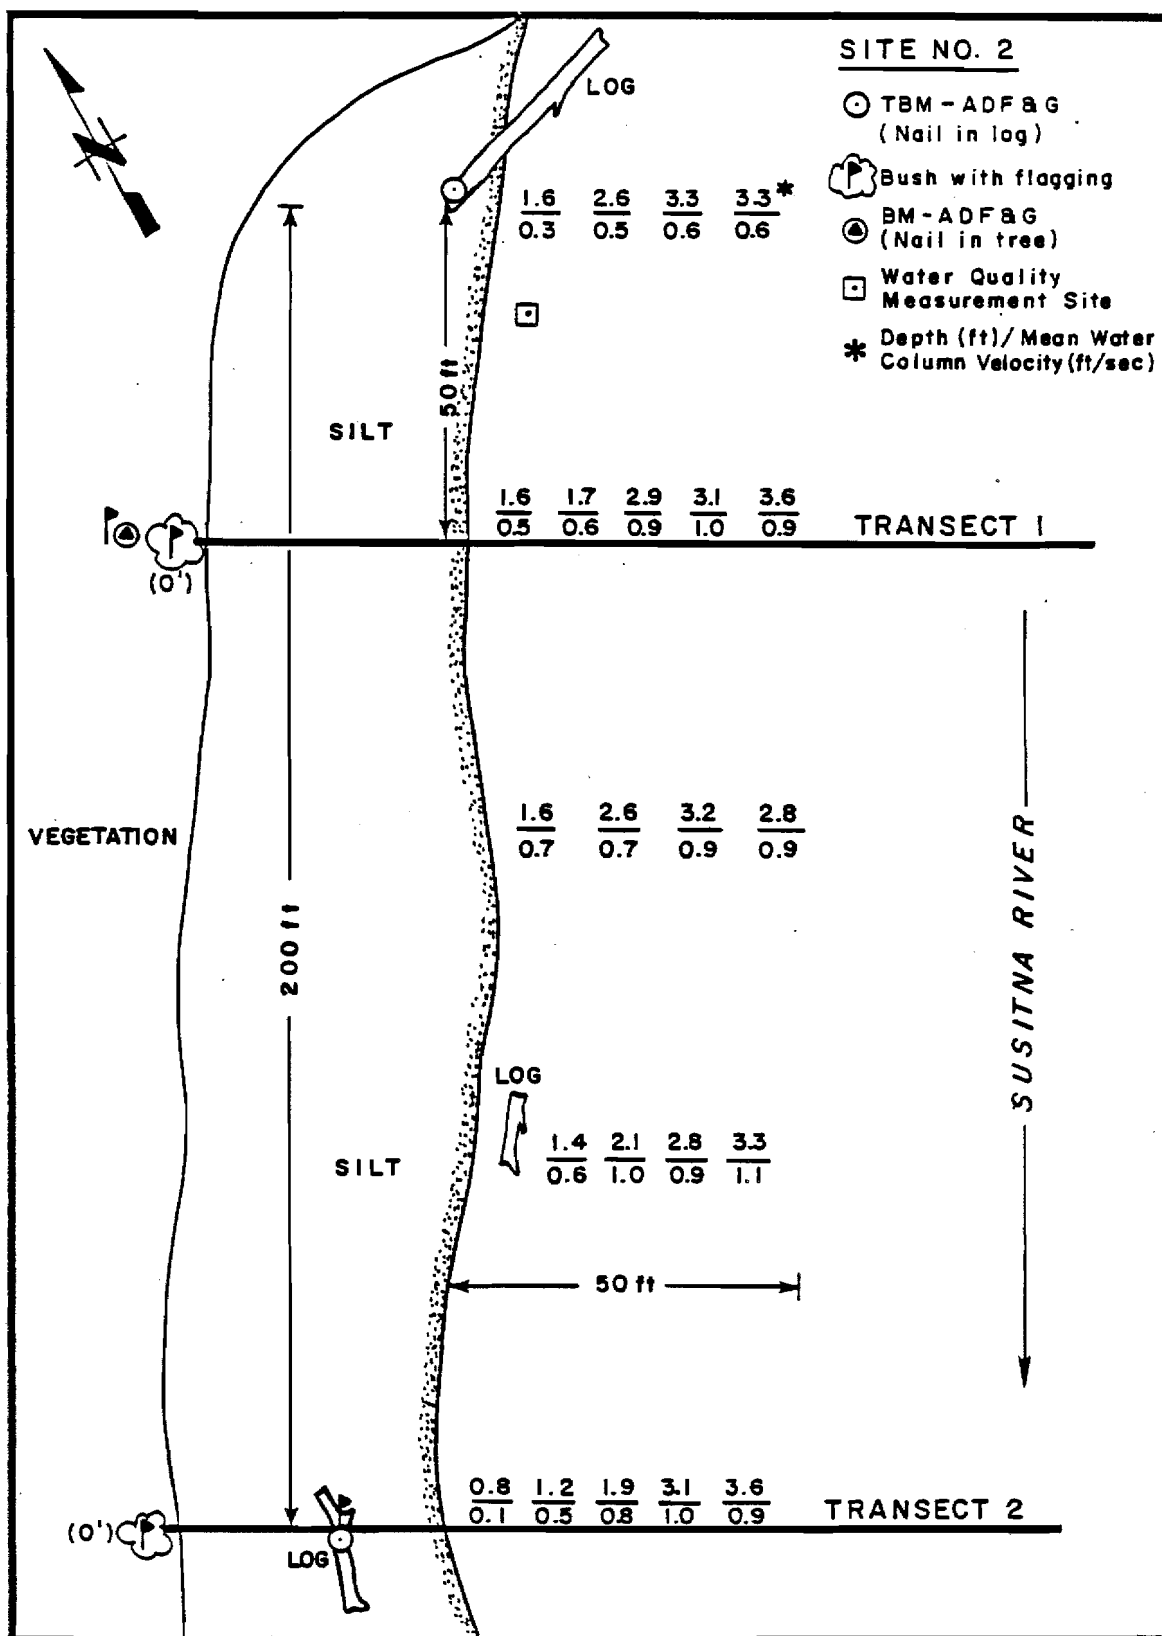 SITE NO. 2
TBM-ADF&G
(Nail in log)
Bush with flagging
BM-ADF&G
(Nail in tree)
Water Quality
Measurement Site
* Depth (ft)/Mean Water
Column Velocity (ft/sec)
N
LOG
1.6 2.6 3.3 3.3*
0.3 0.5 0.6 0.6
50 ft
SILT
1.6 1.7 2.9 3.1 3.6
0.5 0.6 0.9 1.0 0.9
TRANSECT 1
(0')
VEGETATION
1.6 2.6 3.2 2.8
0.7 0.7 0.9 0.9
200 ft
SUSITNA RIVER
LOG
1.4 2.1 2.8 3.3
0.6 1.0 0.9 1.1
SILT
50 ft
0.8 1.2 1.9 3.1 3.6
0.1 0.5 0.8 1.0 0.9
TRANSECT 2
(0')
LOG